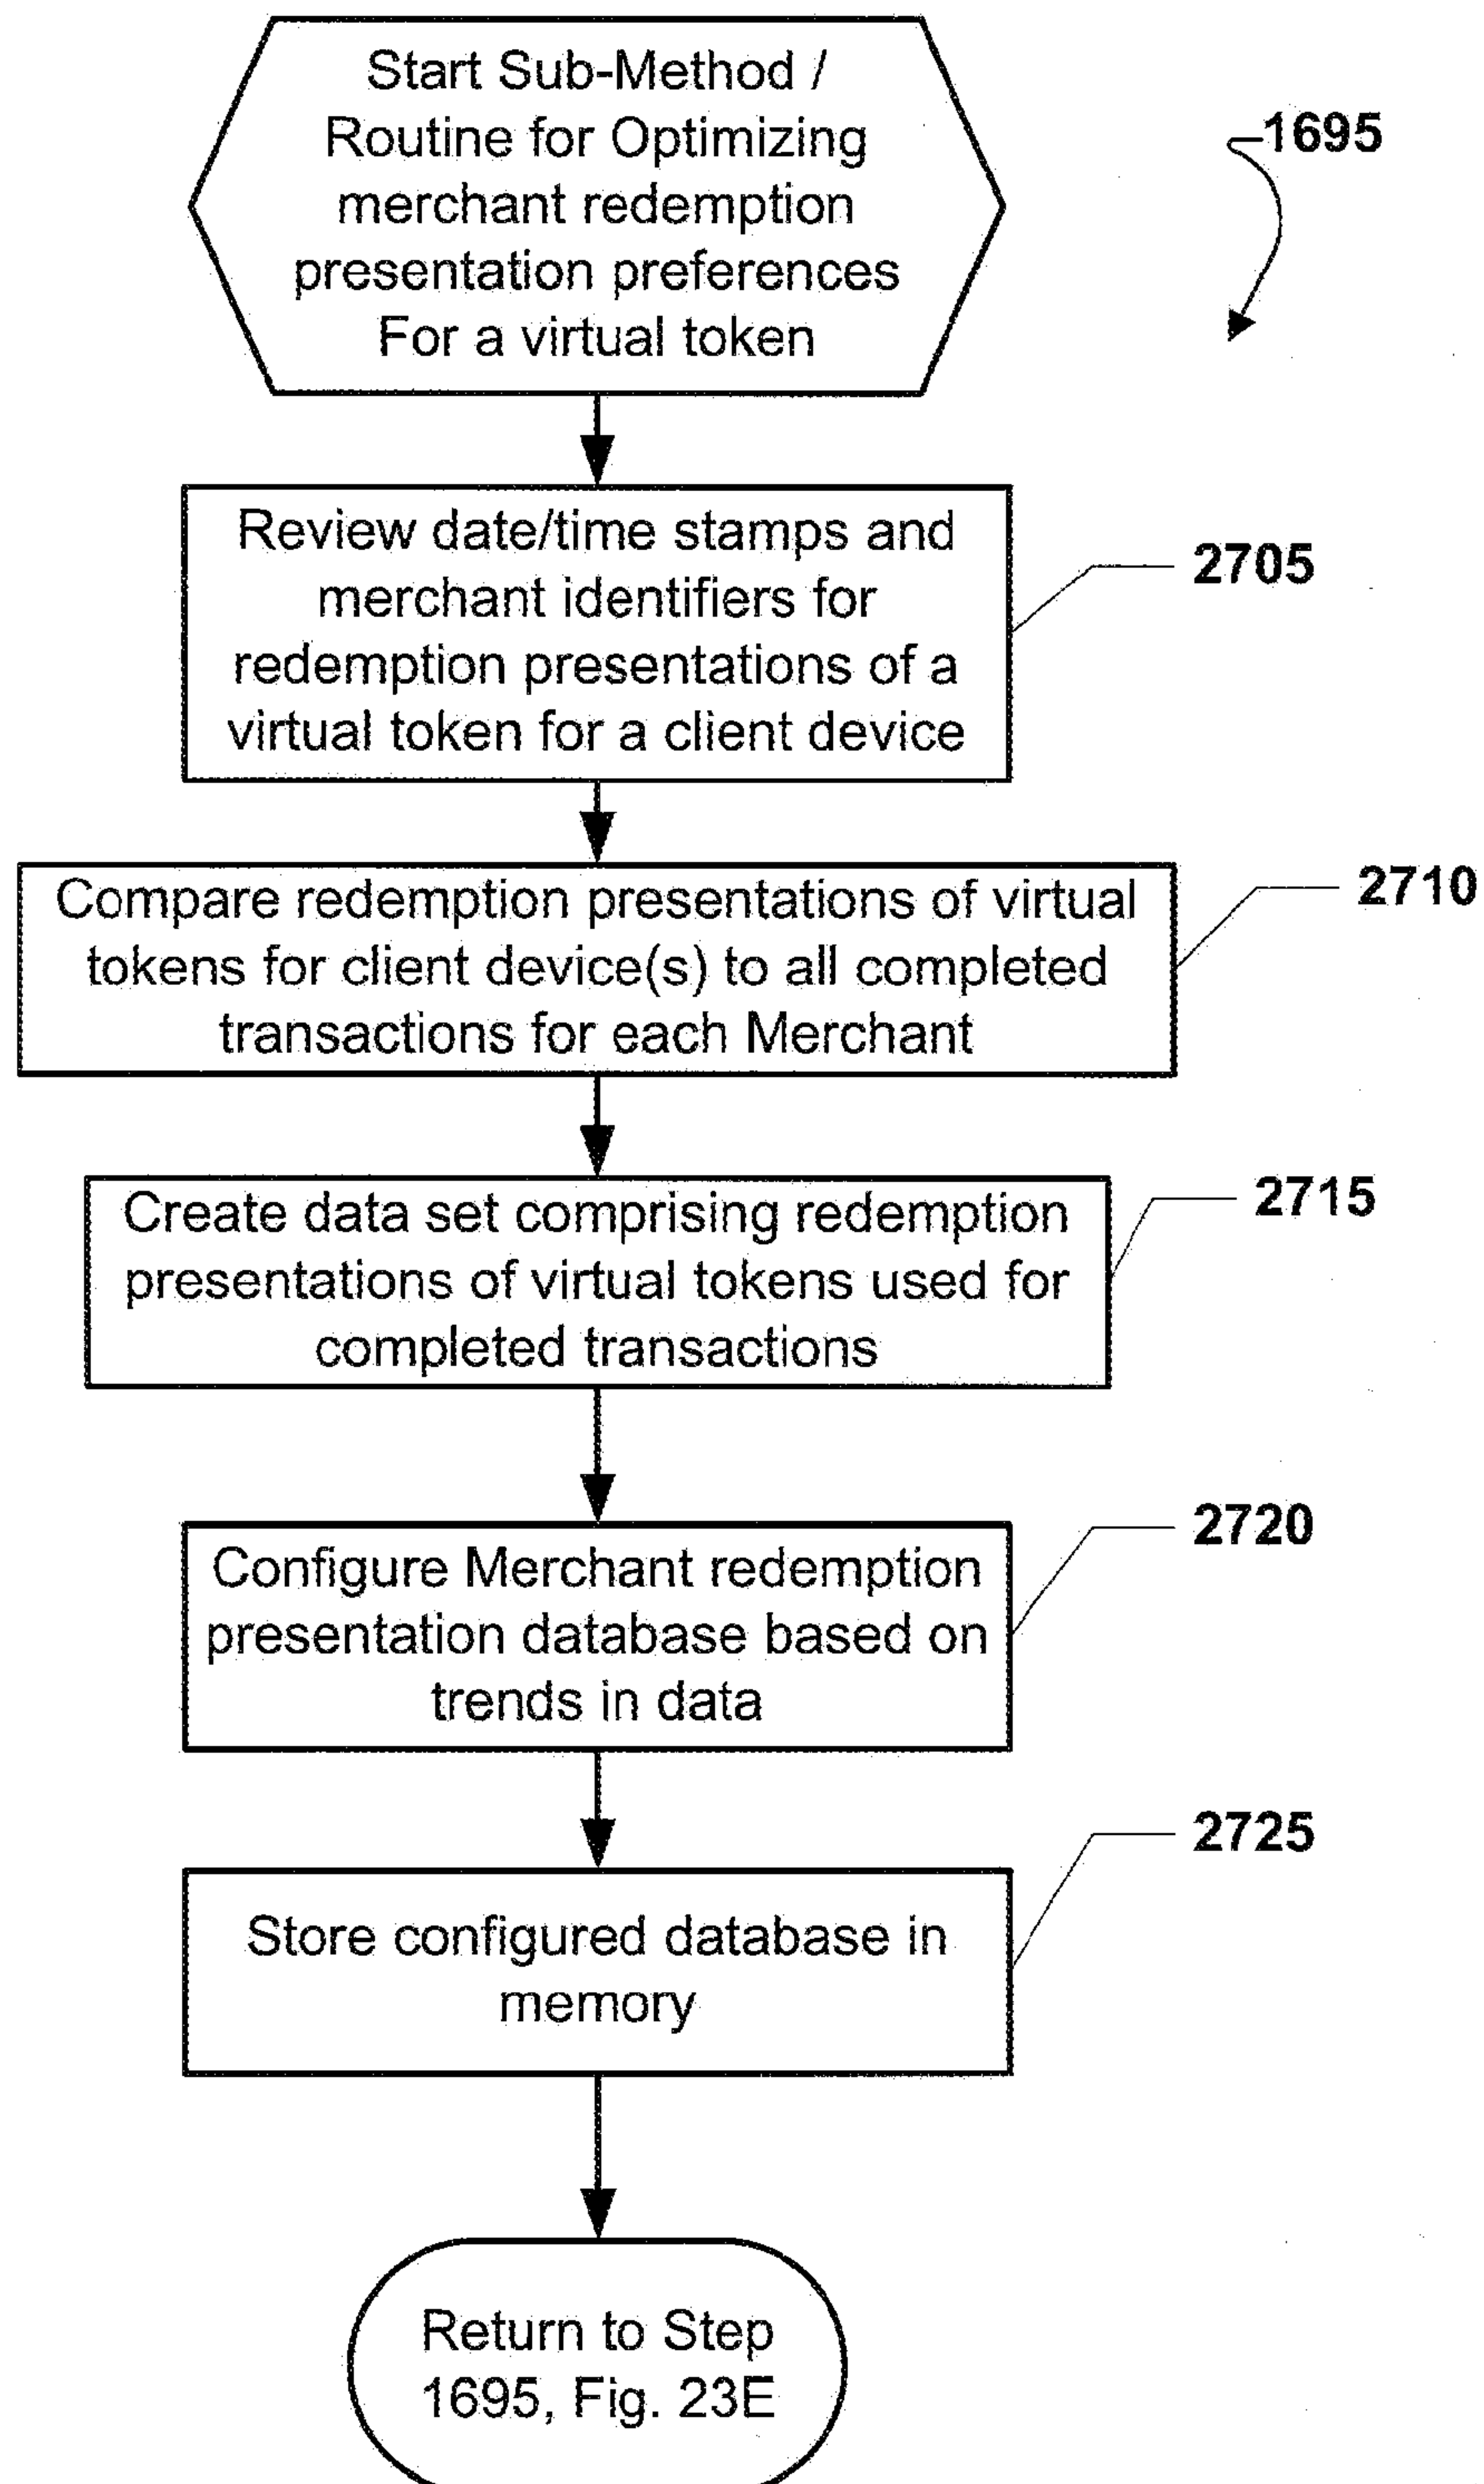 Start Sub-Method /
Routine for Optimizing
merchant redemption
presentation preferences
For a virtual token
1695
Review date/time stamps and
merchant identifiers for
redemption presentations of a
virtual token for a client device
2705
Compare redemption presentations of virtual
tokens for client device(s) to all completed
transactions for each Merchant
2710
Create data set comprising redemption
presentations of virtual tokens used for
completed transactions
2715
Configure Merchant redemption
presentation database based on
trends in data
2720
Store configured database in
memory
2725
Return to Step
1695, Fig. 23E